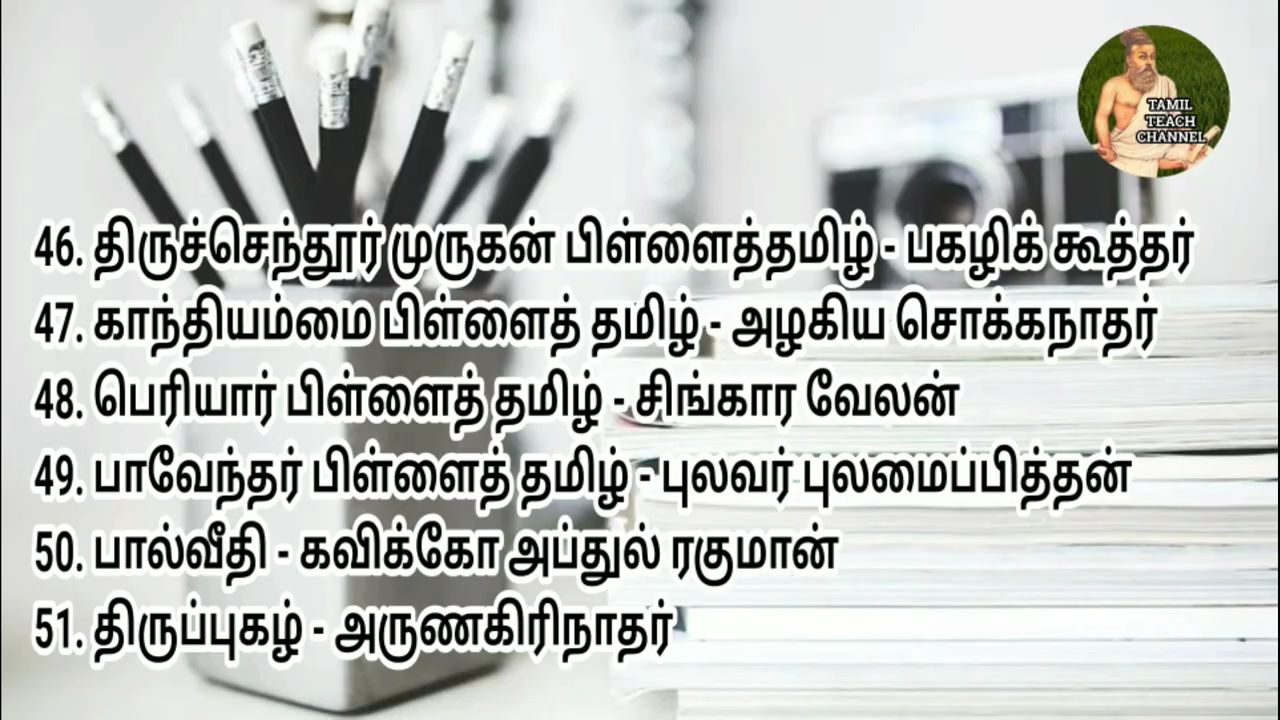 TAMIL
TEACH
CHANNEL
46. திருச்செந்தூர் முருகன் பிள்ளைத்தமிழ் - பகழிக் கூத்தர்
47. காந்தியம்மை பிள்ளைத் தமிழ் - அழகிய சொக்கநாதர்
48. பெரியார் பிள்ளைத் தமிழ் - சிங்கார வேலன்
49. பாவேந்தர் பிள்ளைத் தமிழ் - புலவர் புலமைப்பித்தன்
50. பால்வீதி - கவிக்கோ அப்துல் ரகுமான்
51. திருப்புகழ் - அருணகிரிநாதர்